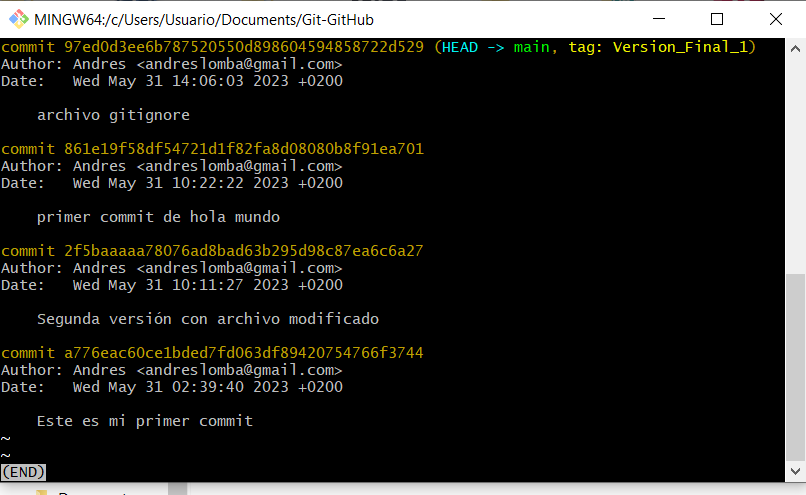 MINGW64:/c/Users/Usuario/Documents/Git-GitHub
commit 97ed0d3ee6b787520550d898604594858722d529 (HEAD -> main, tag: Version_Final_1)
Author: Andres <andreslomba@gmail.com>
Date:   Wed May 31 14:06:03 2023 +0200
archivo gitignore
commit 861e19f58df54721d1f82fa8d08080b8f91ea701
Author: Andres <andreslomba@gmail.com>
Date:   Wed May 31 10:22:22 2023 +0200
primer commit de hola mundo
commit 2f5baaaaa78076ad8bad63b295d98c87ea6c6a27
Author: Andres <andreslomba@gmail.com>
Date:   Wed May 31 10:11:27 2023 +0200
Segunda versión con archivo modificado
commit a776eac60ce1bded7fd063df89420754766f3744
Author: Andres <andreslomba@gmail.com>
Date:   Wed May 31 02:39:40 2023 +0200
Este es mi primer commit
~
~
(END)